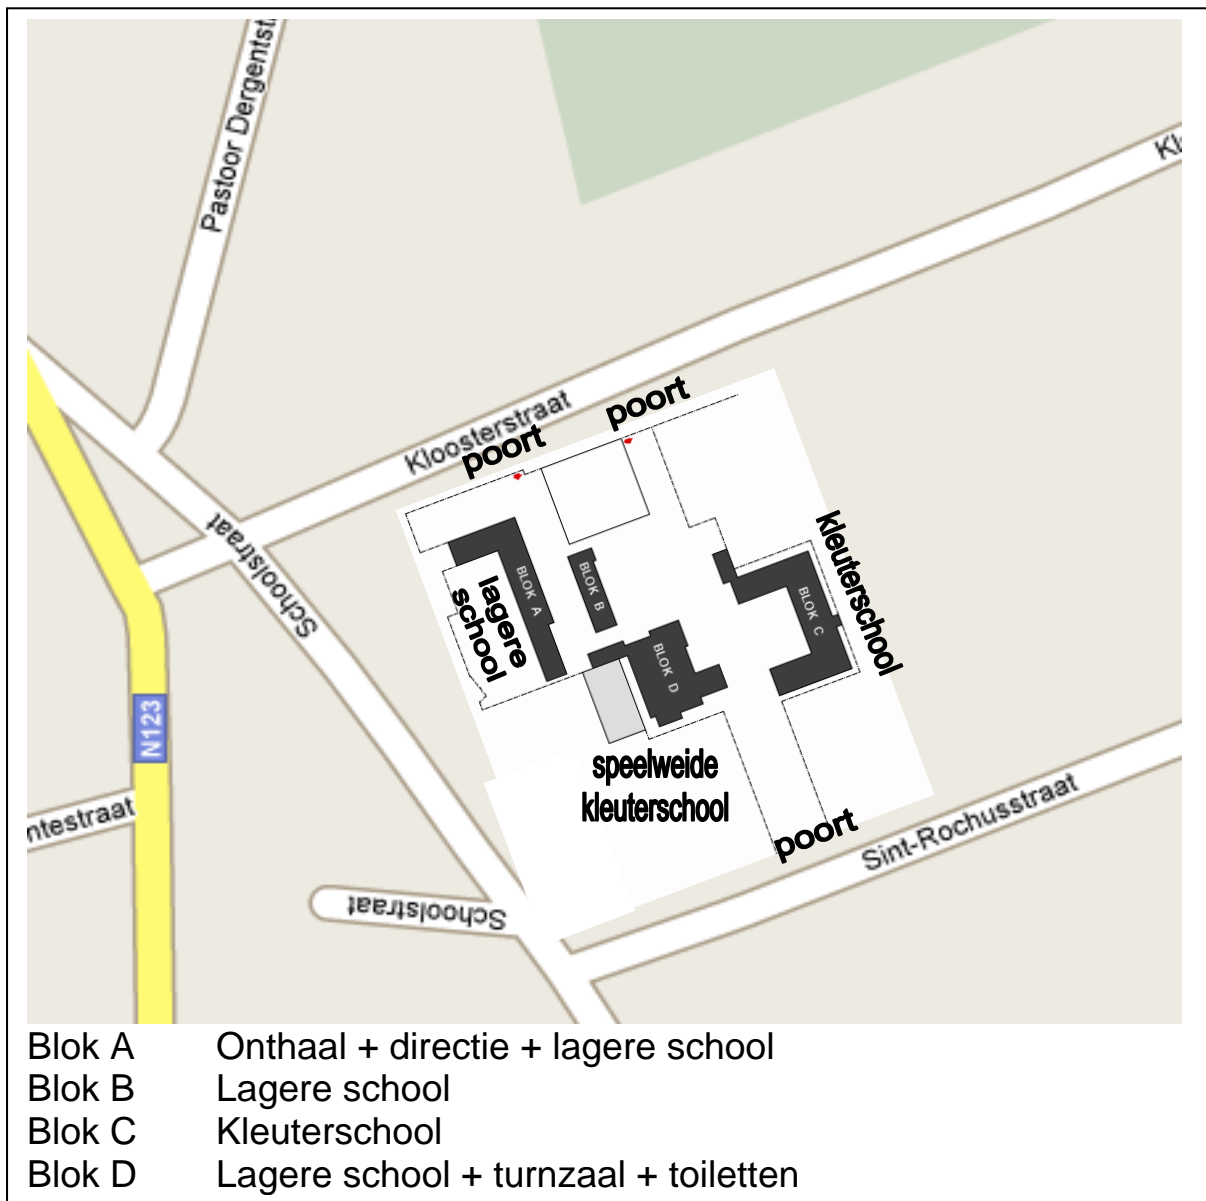 Pastoor Dergentst
Kl
Kloosterstraat
poort
poort
Schoolstraat
lagere
school
BLOK A
BLOK B
BLOK C
BLOK D
kleuterschool
N123
speelweide
kleuterschool
poort
Sint-Rochusstraat
ntestraat
Schoolstraat
Blok A Onthaal + directie + lagere school
Blok B Lagere school
Blok C Kleuterschool
Blok D Lagere school + turnzaal + toiletten